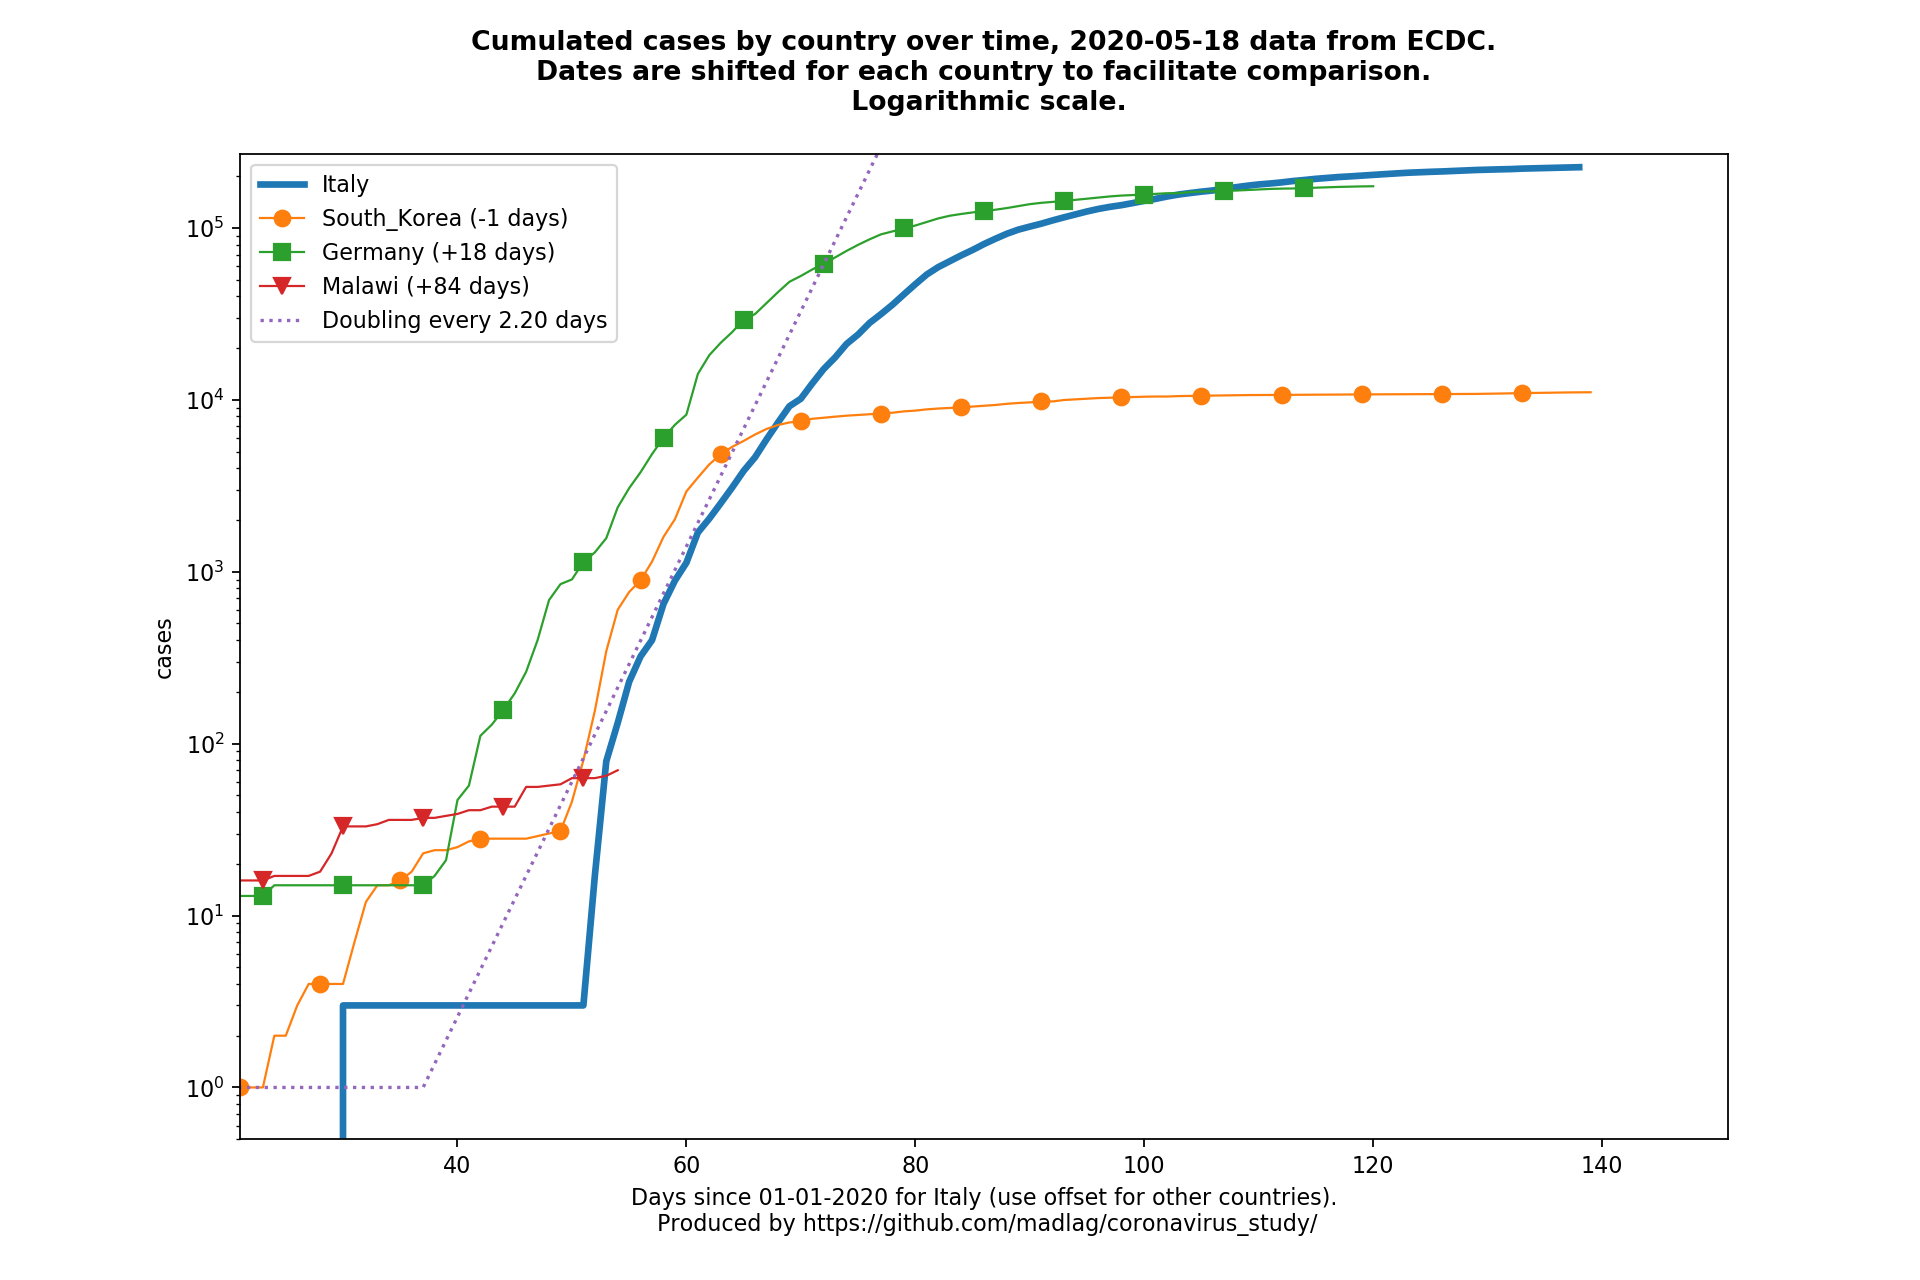 Cumulated cases by country over time, 2020-05-18 data from ECDC.
Dates are shifted for each country to facilitate comparison.
Logarithmic scale.
Italy
South_Korea (-1 days)
Germany (+18 days)
Malawi (+84 days)
Doubling every 2.20 days
10^5
10^4
10^3
10^2
10^1
10^0
cases
40 60 80 100 120 140
Days since 01-01-2020 for Italy (use offset for other countries).
Produced by https://github.com/madlag/coronavirus_study/